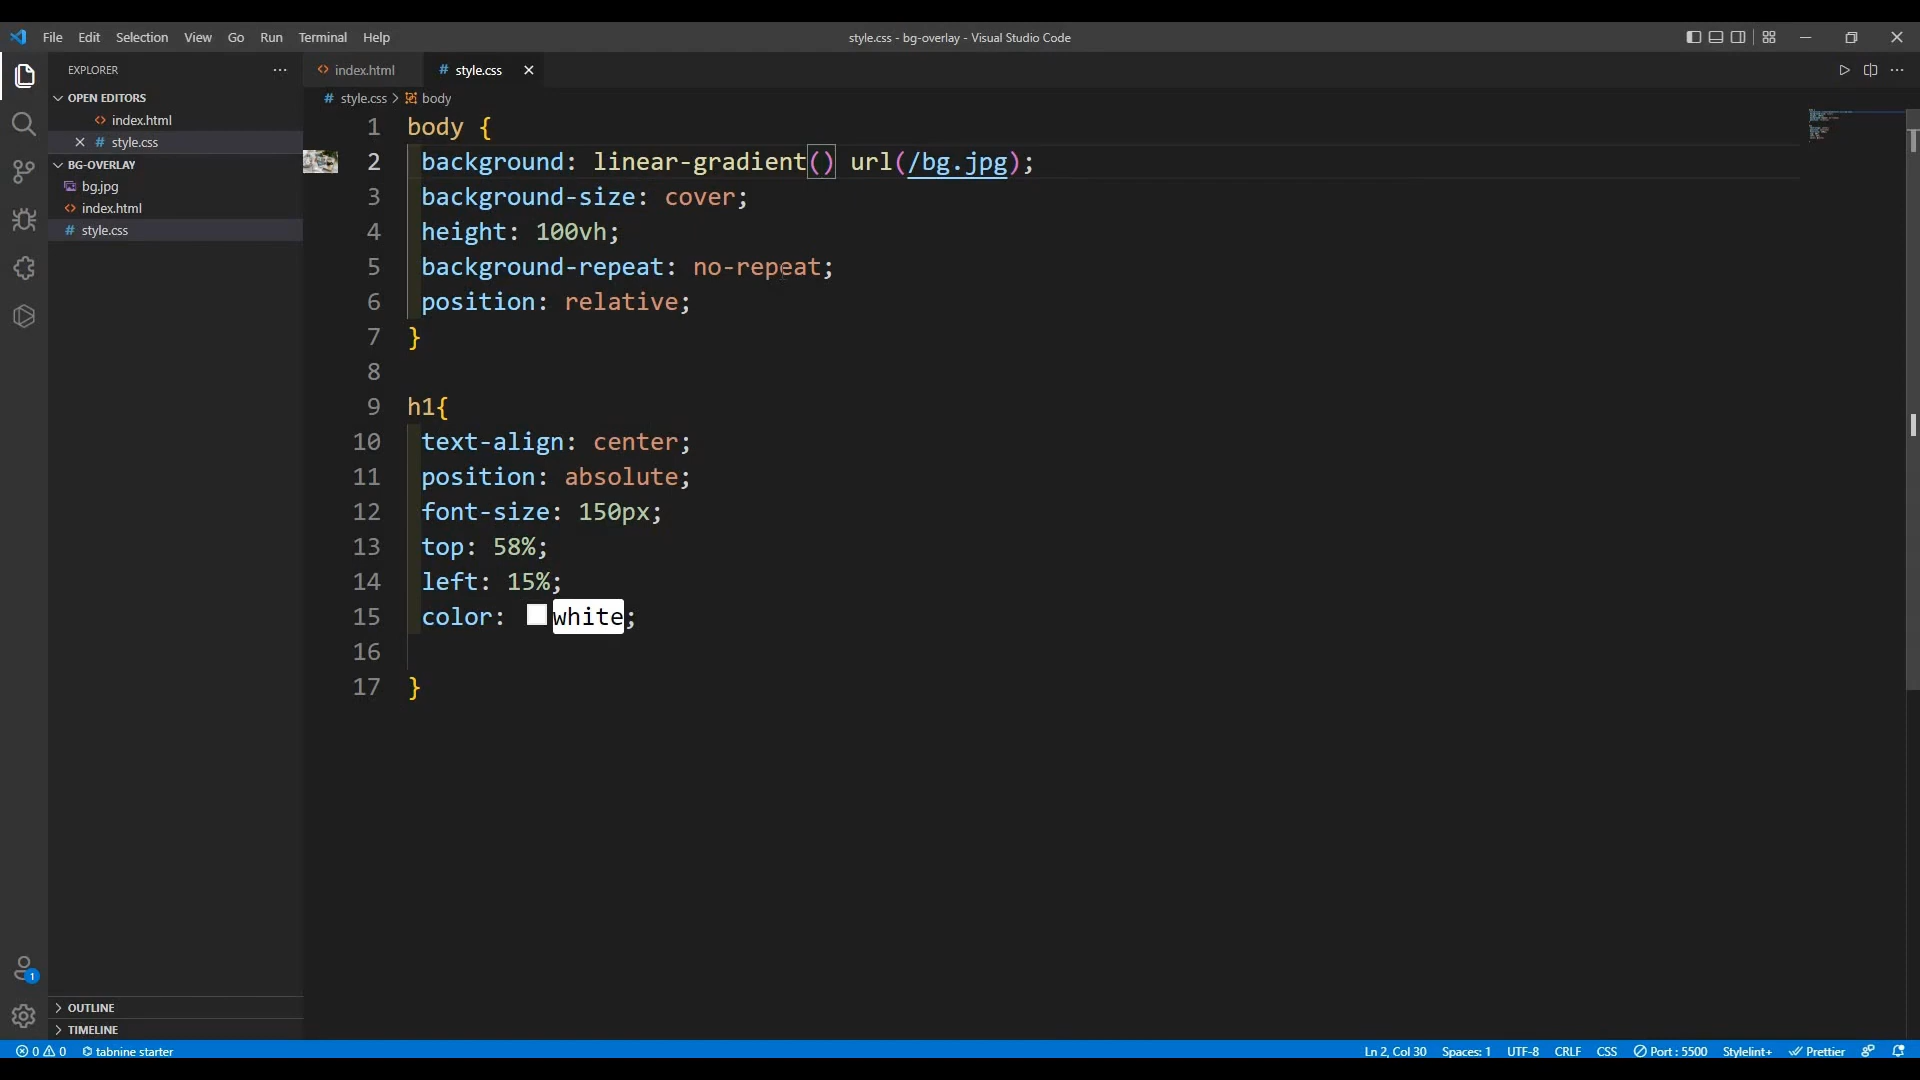 File Edit Selection View Go Run Terminal Help
style.css - bg-overlay - Visual Studio Code
EXPLORER
OPEN EDITORS
index.html
style.css
BG-OVERLAY
bg.jpg
index.html
style.css
OUTLINE
TIMELINE
index.html style.css
style.css > body
1 body {
2 background: linear-gradient() url(/bg.jpg);
3 background-size: cover;
4 height: 100vh;
5 background-repeat: no-repeat;
6 position: relative;
7 }
8
9 h1{
10 text-align: center;
11 position: absolute;
12 font-size: 150px;
13 top: 58%;
14 left: 15%;
15 color: white;
16
17 }
1
0 0 tabnine starter
Ln 2, Col 30 Spaces: 1 UTF-8 CRLF CSS Port : 5500 Stylelint+ Prettier